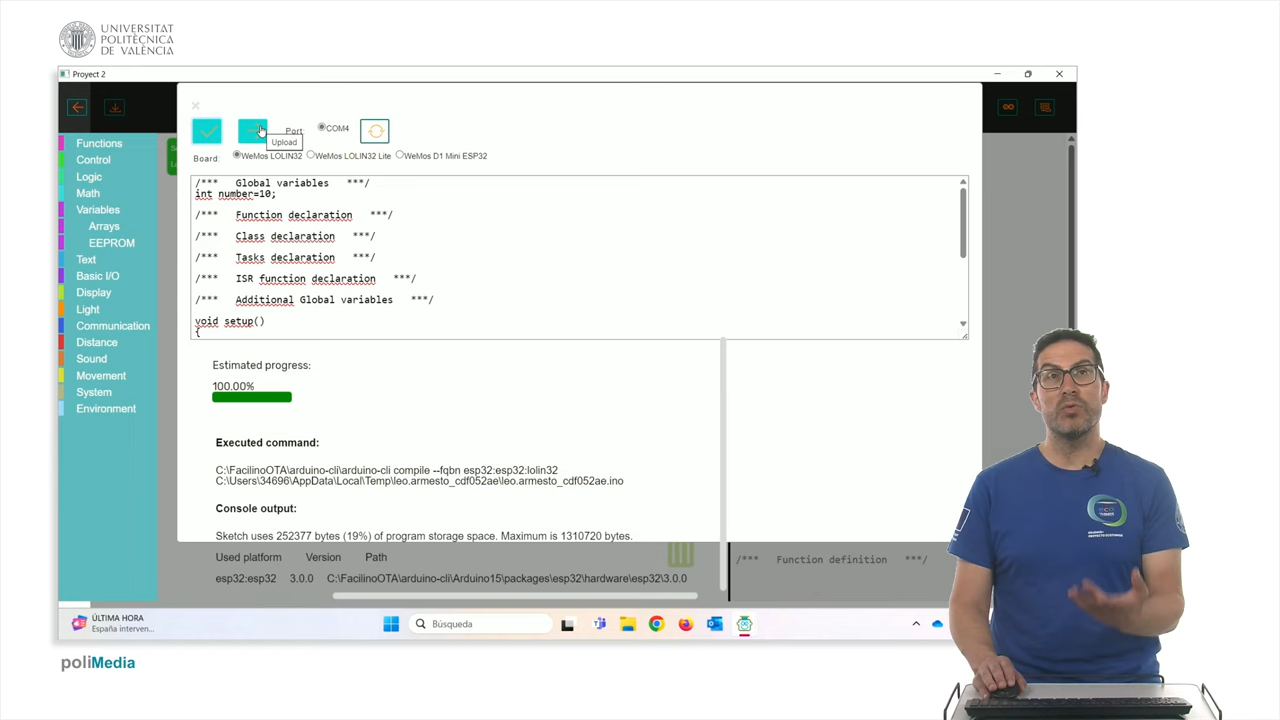 UNIVERSITAT
POLITÈCNICA
DE VALÈNCIA
Proyect 2
Port
COM4
Upload
Board:
WeMos LOLIN32
WeMos LOLIN32 Lite
WeMos D1 Mini ESP32
Functions
Control
Logic
Math
Variables
Arrays
EEPROM
Text
Basic I/O
Display
Light
Communication
Distance
Sound
Movement
System
Environment
/*** Global variables ***/
int number=10;
/*** Function declaration ***/
/*** Class declaration ***/
/*** Tasks declaration ***/
/*** ISR function declaration ***/
/*** Additional Global variables ***/
void setup()
{
Estimated progress:
100.00%
Executed command:
C:\FacilinoOTA\arduino-cli\arduino-cli compile --fqbn esp32:esp32:lolin32
C:\Users\34696\AppData\Local\Temp\leo.armesto_cdf052ae\leo.armesto_cdf052ae.ino
Console output:
Sketch uses 252377 bytes (19%) of program storage space. Maximum is 1310720 bytes.
Used platform Version Path
esp32:esp32 3.0.0 C:\FacilinoOTA\arduino-cli\Arduino15\packages\esp32\hardware\esp32\3.0.0
/*** Function definition ***/
ÚLTIMA HORA
España interven...
Búsqueda
poliMedia